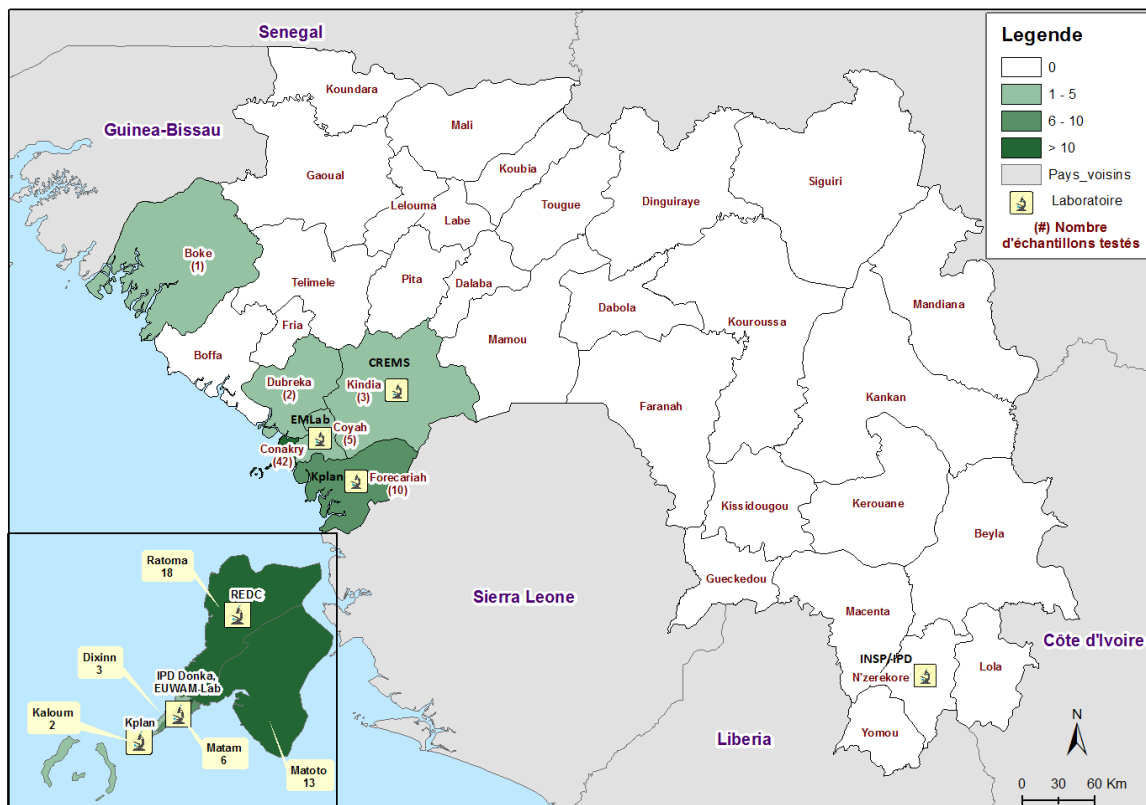 Senegal
Guinea-Bissau
Koundara
Mali
Gaoual
Koubia
Lelouma
Labe
Tougue
Dinguiraye
Siguiri
Boke
(1)
Telimele
Pita
Dalaba
Dabola
Kouroussa
Mandiana
Fria
Boffa
Mamou
Dubreka
(2)
CREMS
Kindia
(3)
EMLab
Coyah
(5)
Conakry
(42)
Kplan
Forecariah
(10)
Faranah
Kankan
Kissidougou
Kerouane
Beyla
Gueckedou
Macenta
Sierra Leone
Côte d'Ivoire
INSP/IPD
N'zerekore
Lola
Yomou
Liberia
Legende
0
1 - 5
6 - 10
> 10
Pays_voisins
Laboratoire
(#) Nombre
d'échantillons testés
Ratoma
18
REDC
Dixinn
3
IPD Donka,
EUWAM-Lab
Kaloum
2
Kplan
Matam
6
Matoto
13
N
0 30 60 Km